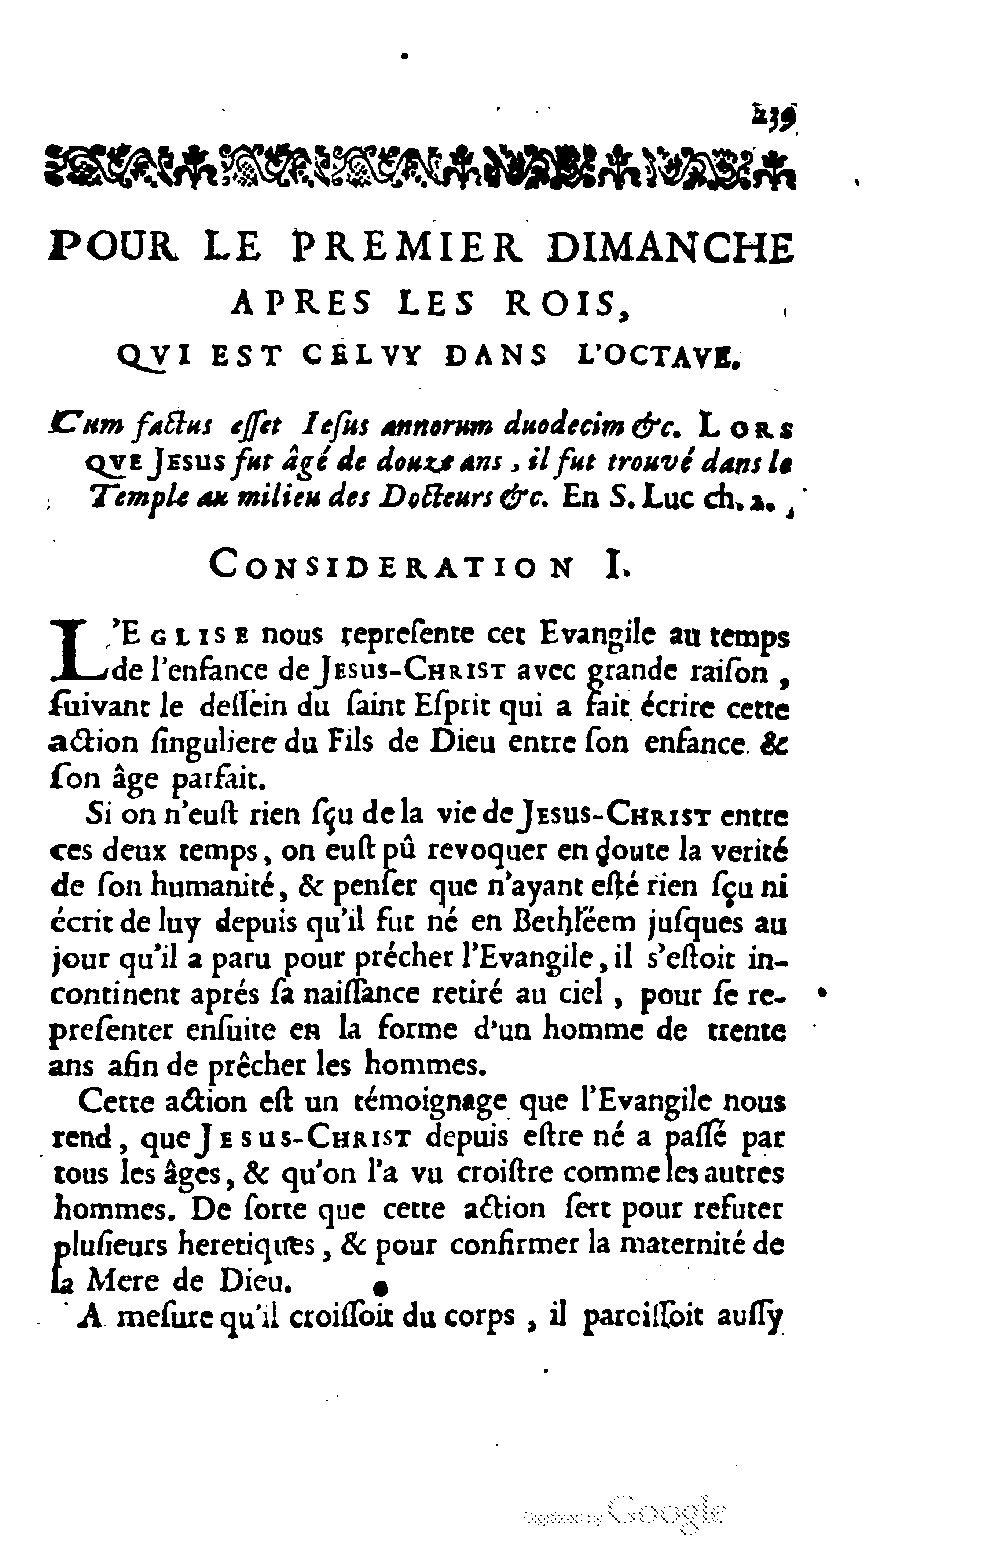 239
POUR LE PREMIER DIMANCHE
APRES LES ROIS,
QVI EST CELVY DANS L'OCTAVE.
Cum factus eſſet Ieſus annorum duodecim &c. LORS
QVE JESUS fut âgé de douze ans, il fut trouvé dans le
Temple au milieu des Docteurs &c. En S. Luc ch. 2.
CONSIDERATION I.
L'EGLISE nous repreſente cet Evangile au temps
de l'enfance de JESUS-CHRIST avec grande raiſon,
ſuivant le deſſein du ſaint Eſprit qui a fait écrire cette
action ſinguliere du Fils de Dieu entre ſon enfance &
ſon âge parfait.
Si on n'euſt rien ſçu de la vie de JESUS-CHRIST entre
ces deux temps, on euſt pû revoquer en doute la verité
de ſon humanité, & penſer que n'ayant eſté rien ſçu ni
écrit de luy depuis qu'il fut né en Bethléem juſques au
jour qu'il a paru pour précher l'Evangile, il s'eſtoit in-
continent aprés ſa naiſſance retiré au ciel, pour ſe re-
preſenter enſuite en la forme d'un homme de trente
ans afin de prêcher les hommes.
Cette action eſt un témoignage que l'Evangile nous
rend, que JESUS-CHRIST depuis eſtre né a paſſé par
tous les âges, & qu'on l'a vu croiſtre comme les autres
hommes. De ſorte que cette action ſert pour refuter
pluſieurs heretiques, & pour confirmer la maternité de
la Mere de Dieu.
A meſure qu'il croiſſoit du corps, il paroiſſoit auſſy
Digitized by Google